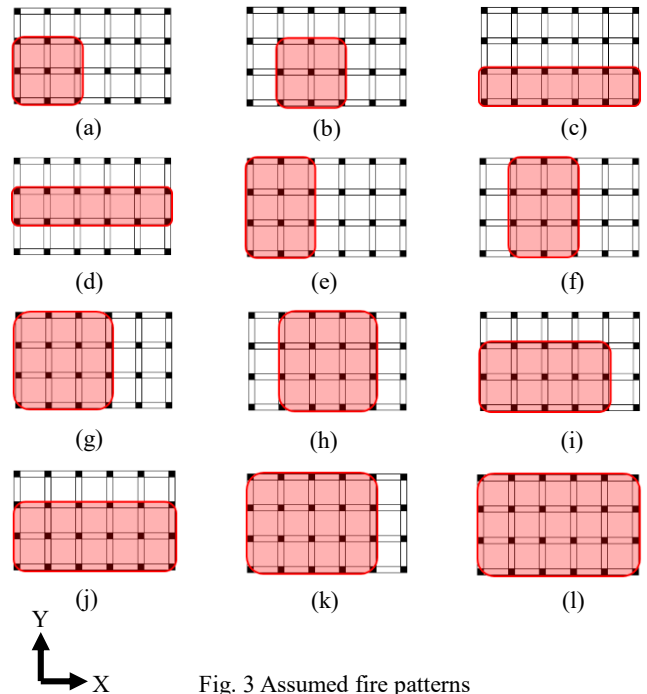 (a) (b) (c)
(d) (e) (f)
(g) (h) (i)
(j) (k) (l)
Y
X
Fig. 3 Assumed fire patterns